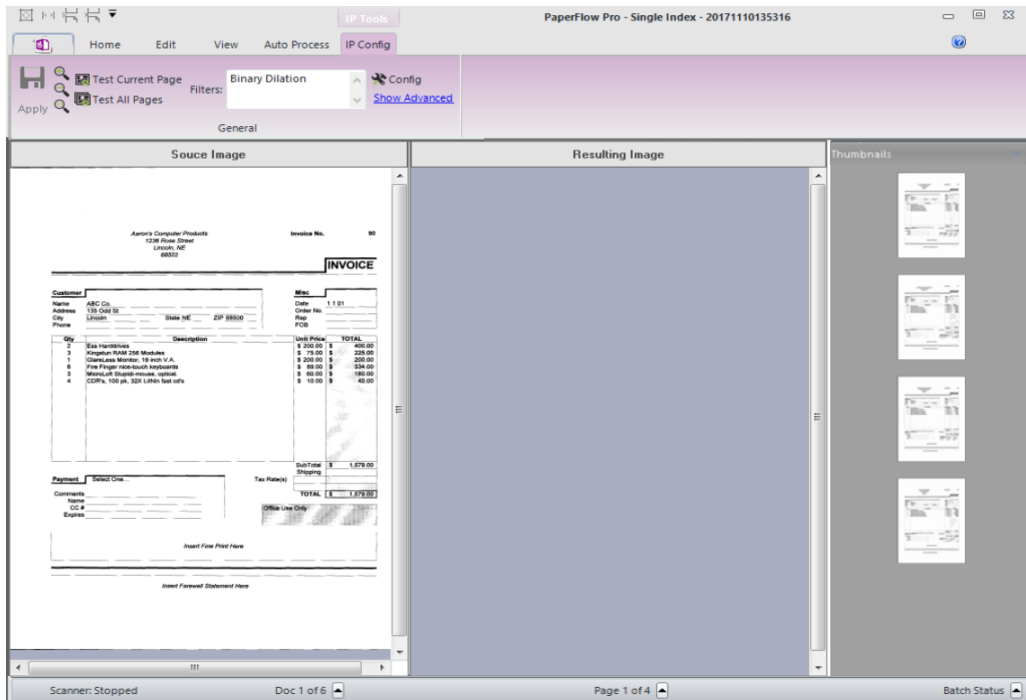 IP Tools
PaperFlow Pro - Single Index - 20171110135316
Home Edit View Auto Process IP Config
Apply
Test Current Page
Test All Pages
Filters: Binary Dilation
Config
Show Advanced
General
Souce Image
Resulting Image
Thumbnails
Aaron's Computer Products
1238 Rose Street
Lincoln, NE
68502
Invoice No. 90
INVOICE
Customer
Name ABC Co.
Address 135 Odd St
City Lincoln State NE ZIP 88500
Phone
Misc
Date 1 1 01
Order No.
Rep
FOB
Qty Description Unit Price TOTAL
2 Ess Harddrives $ 200.00 $ 400.00
3 Kingstun RAM 256 Modules $ 75.00 $ 225.00
1 GlareLess Monitor, 19 inch V.A. $ 200.00 $ 200.00
6 Fire Finger nice-touch keyboards $ 89.00 $ 534.00
3 MicroLoft Stupidi-mouse, optical $ 60.00 $ 180.00
4 CDR's, 100 pk, 32X LithIn fast cd's $ 10.00 $ 40.00
SubTotal $ 1,579.00
Shipping
Payment Select One...
Tax Rate(s)
TOTAL $ 1,579.00
Comments
Name
CC #
Expires
Office Use Only
Insert Fine Print Here
Insert Farewell Statement Here
Scanner: Stopped Doc 1 of 6 Page 1 of 4 Batch Status